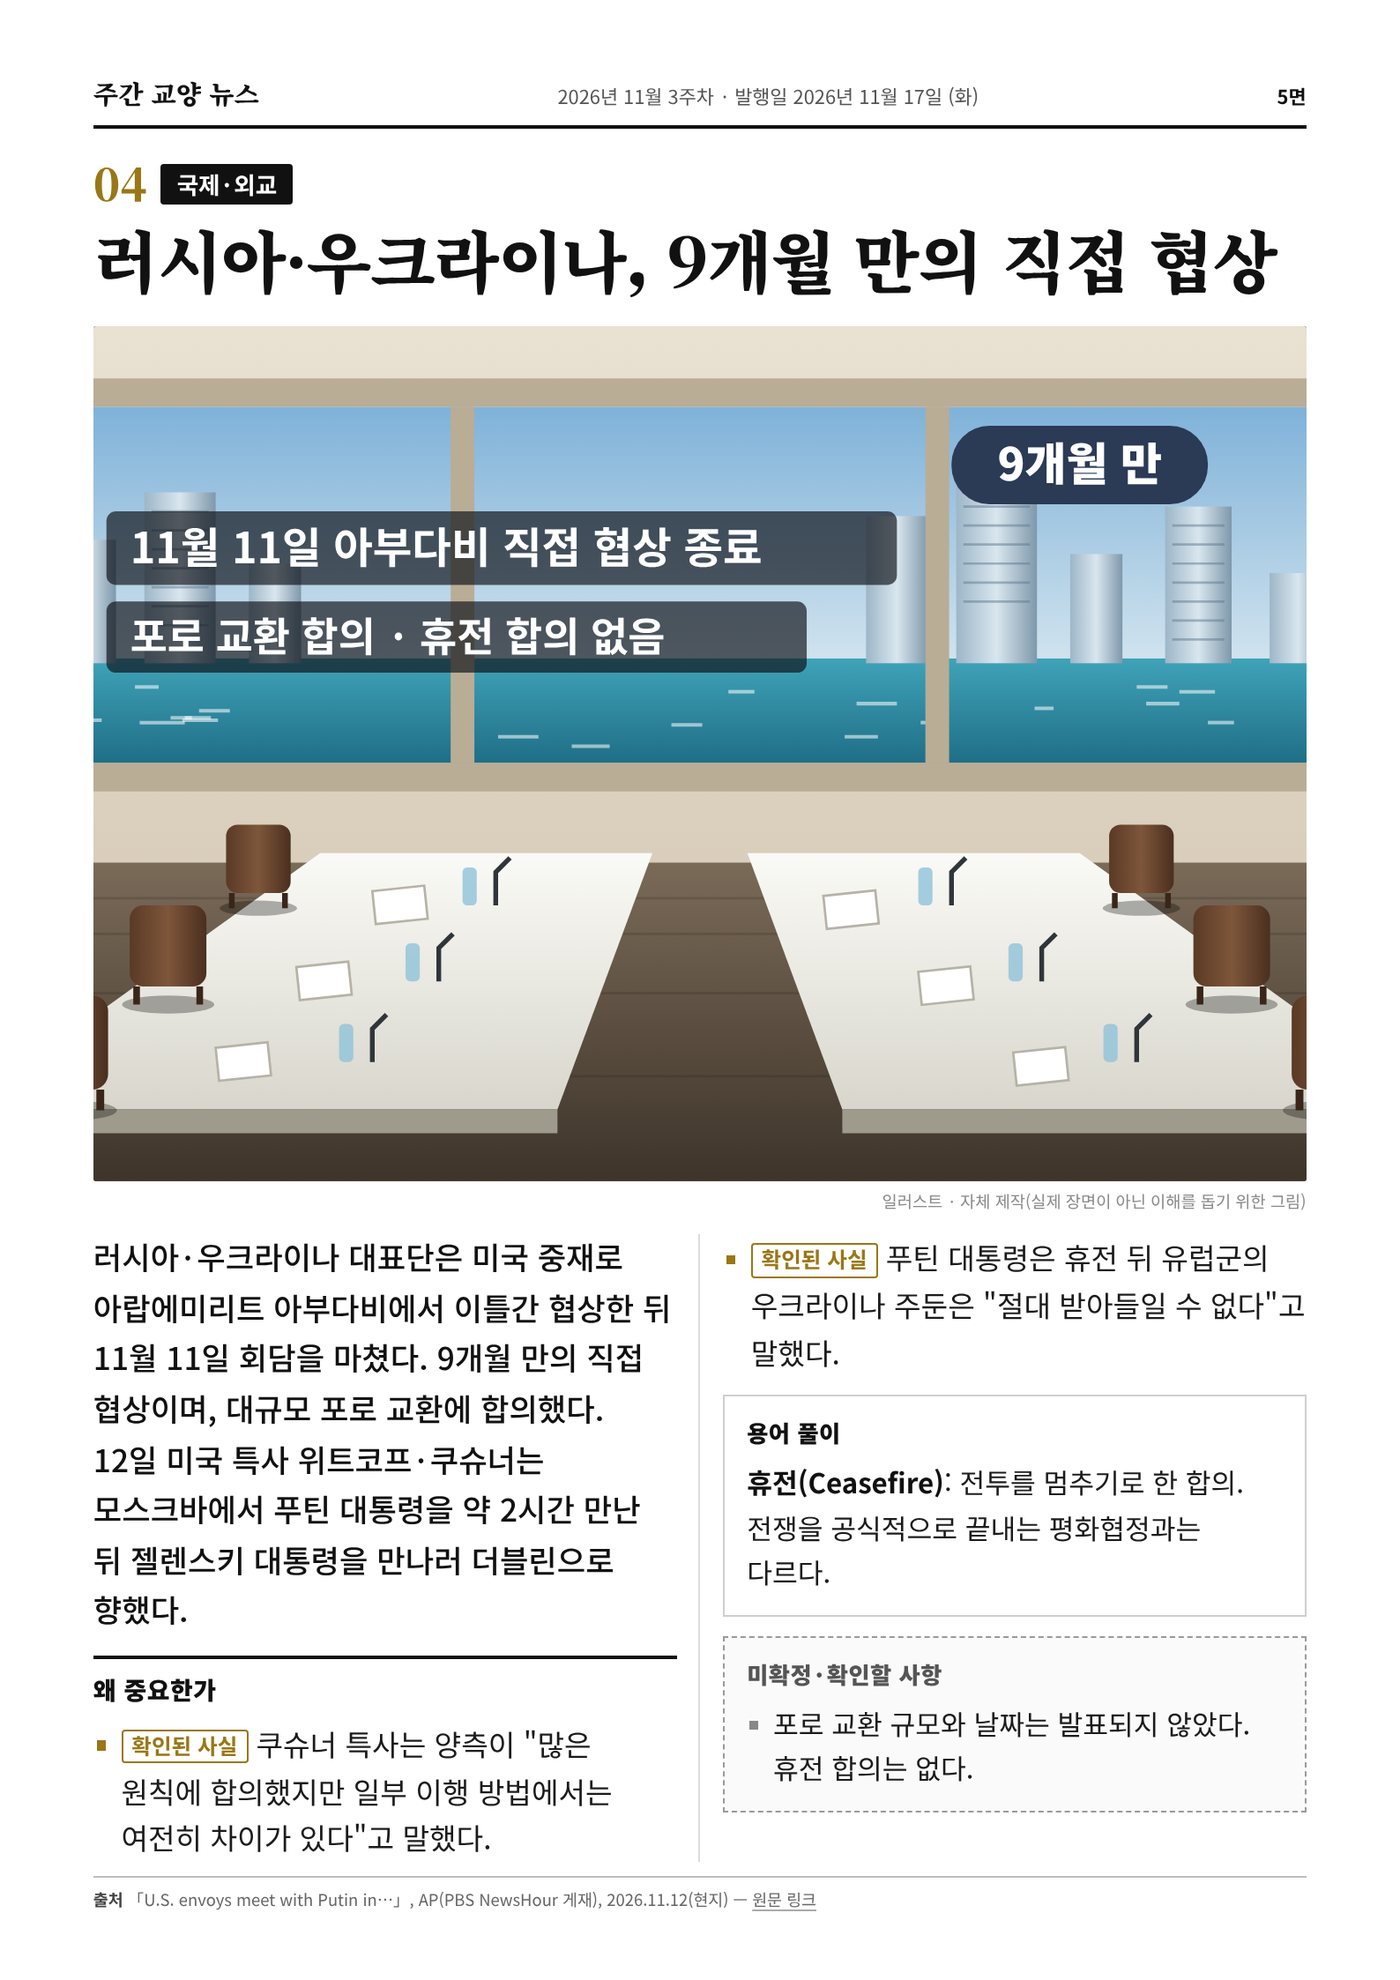 주간 교양 뉴스
2026년 11월 3주차 · 발행일 2026년 11월 17일 (화)
5면
04
국제·외교
러시아·우크라이나, 9개월 만의 직접 협상
9개월 만
11월 11일 아부다비 직접 협상 종료
포로 교환 합의 · 휴전 합의 없음
일러스트 · 자체 제작(실제 장면이 아닌 이해를 돕기 위한 그림)
러시아·우크라이나 대표단은 미국 중재로
아랍에미리트 아부다비에서 이틀간 협상한 뒤
11월 11일 회담을 마쳤다. 9개월 만의 직접
협상이며, 대규모 포로 교환에 합의했다.
12일 미국 특사 위트코프·쿠슈너는
모스크바에서 푸틴 대통령을 약 2시간 만난
뒤 젤렌스키 대통령을 만나러 더블린으로
향했다.
왜 중요한가
확인된 사실 쿠슈너 특사는 양측이 "많은
원칙에 합의했지만 일부 이행 방법에서는
여전히 차이가 있다"고 말했다.
확인된 사실 푸틴 대통령은 휴전 뒤 유럽군의
우크라이나 주둔은 "절대 받아들일 수 없다"고
말했다.
용어 풀이
휴전(Ceasefire): 전투를 멈추기로 한 합의.
전쟁을 공식적으로 끝내는 평화협정과는
다르다.
미확정·확인할 사항
포로 교환 규모와 날짜는 발표되지 않았다.
휴전 합의는 없다.
출처 「U.S. envoys meet with Putin in…」, AP(PBS NewsHour 게재), 2026.11.12(현지) — 원문 링크